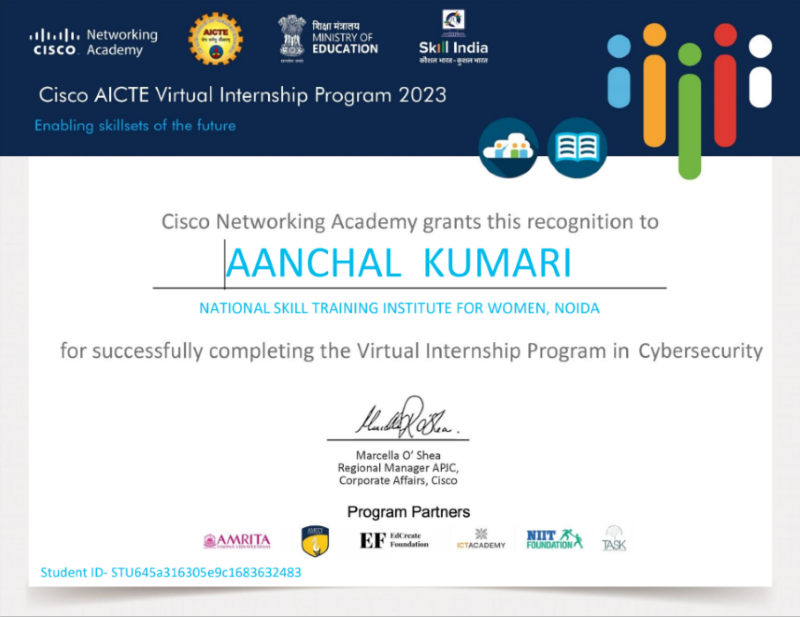 Networking
CISCO Academy
AICTE
शिक्षा मंत्रालय
MINISTRY OF
EDUCATION
Skill India
कौशल भारत - कुशल भारत
Cisco AICTE Virtual Internship Program 2023
Enabling skillsets of the future
Cisco Networking Academy grants this recognition to
AANCHAL KUMARI
NATIONAL SKILL TRAINING INSTITUTE FOR WOMEN, NOIDA
for successfully completing the Virtual Internship Program in Cybersecurity
Marcella O' Shea
Regional Manager APJC,
Corporate Affairs, Cisco
Program Partners
AMRITA
EF EdCreate
Foundation
ICTACADEMY
NIIT
FOUNDATION
TASK
Student ID- STU645a316305e9c1683632483